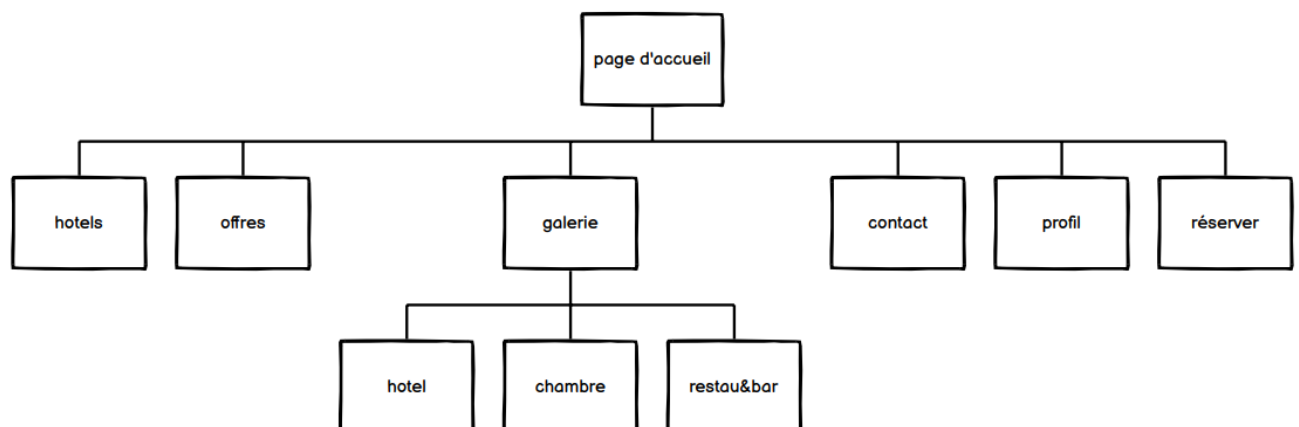 page d'accueil
hotels
offres
galerie
contact
profil
réserver
hotel
chambre
restau&bar